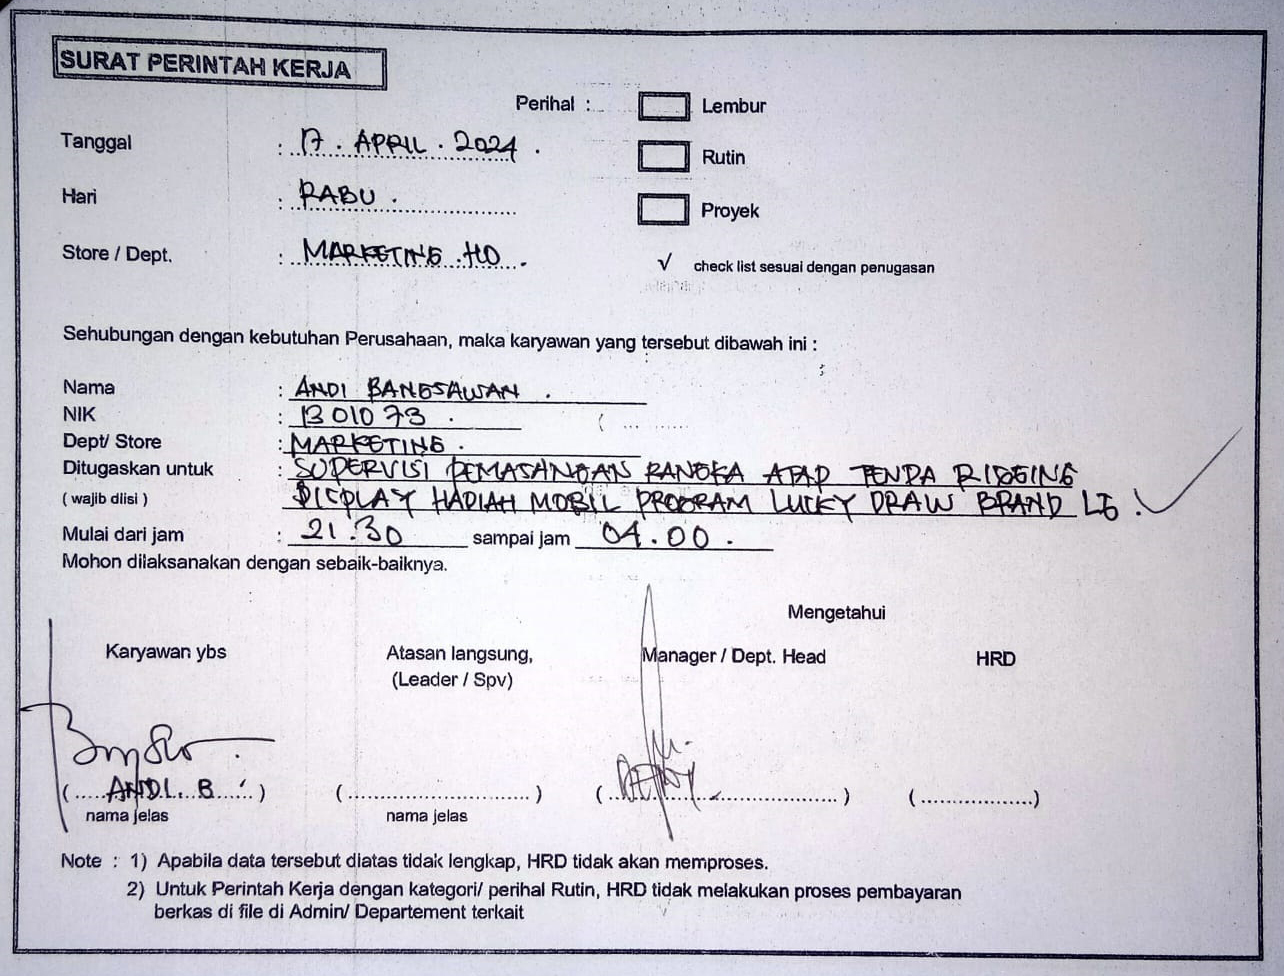 SURAT PERINTAH KERJA
Perihal : Lembur
Tanggal : 17 . APRIL . 2024 .
Rutin
Hari : RABU .
Proyek
Store / Dept. : MARKETING HO .
√ check list sesuai dengan penugasan
Sehubungan dengan kebutuhan Perusahaan, maka karyawan yang tersebut dibawah ini :
Nama : ANDI BANGSAWAN .
NIK : 1301073 .
Dept/ Store : MARKETING .
Ditugaskan untuk : SUPERVISI PEMASANGAN RANGKA ATAP TENDA RIGGING
( wajib diisi ) DISPLAY HADIAH MOBIL PROGRAM LUCKY DRAW BRAND LG .
Mulai dari jam : 21.30 sampai jam 04.00 .
Mohon dilaksanakan dengan sebaik-baiknya.
Mengetahui
Karyawan ybs Atasan langsung, Manager / Dept. Head HRD
(Leader / Spv)
(.....ANDI. B....) (............................) (............................) (..................)
nama jelas nama jelas
Note : 1) Apabila data tersebut diatas tidak lengkap, HRD tidak akan memproses.
2) Untuk Perintah Kerja dengan kategori/ perihal Rutin, HRD tidak melakukan proses pembayaran
berkas di file di Admin/ Departement terkait